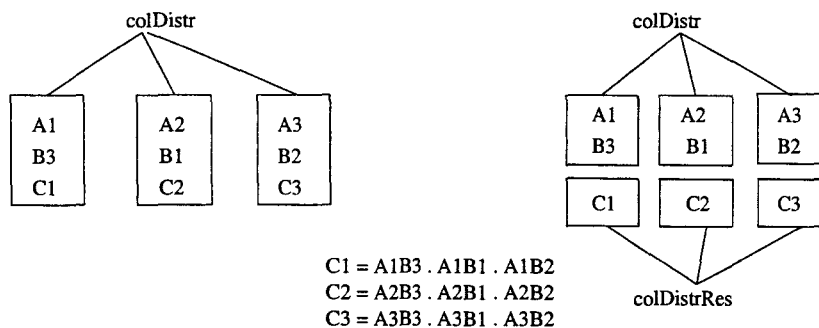 colDistr
A1 A2 A3
B3 B1 B2
C1 C2 C3
colDistr
A1 A2 A3
B3 B1 B2
C1 C2 C3
colDistrRes
C1 = A1B3 . A1B1 . A1B2
C2 = A2B3 . A2B1 . A2B2
C3 = A3B3 . A3B1 . A3B2